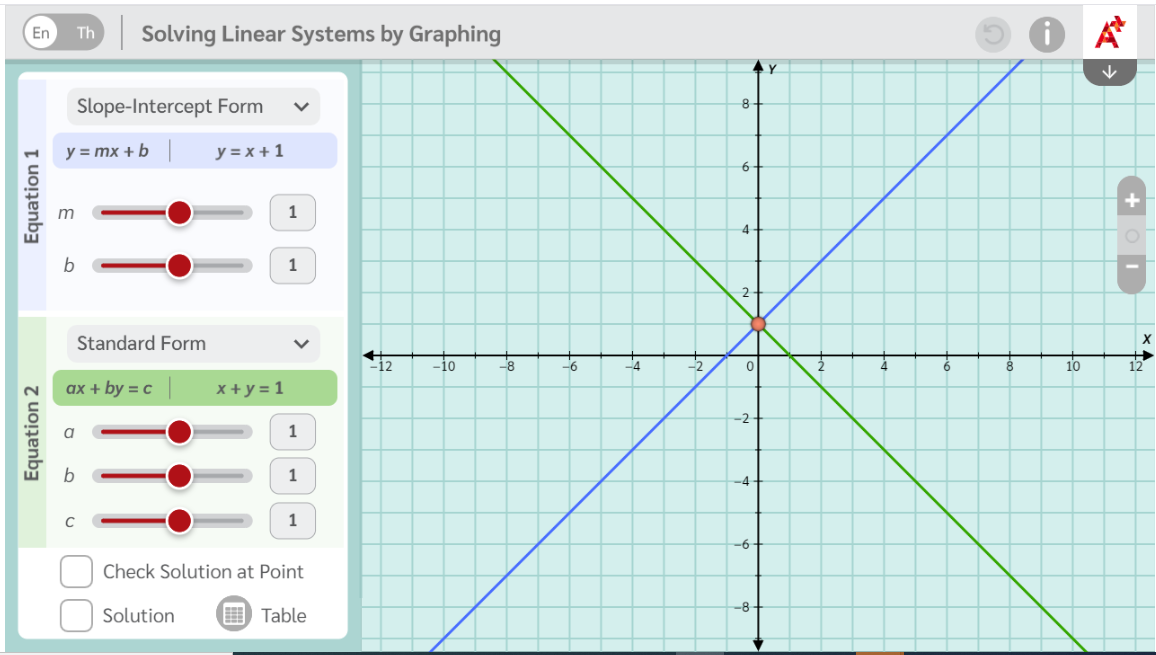 En Th Solving Linear Systems by Graphing
i
A+
Equation 1
Slope-Intercept Form
y = mx + b | y = x + 1
m 1
b 1
Equation 2
Standard Form
ax + by = c | x + y = 1
a 1
b 1
c 1
Check Solution at Point
Solution Table
Y
8
6
4
2
X
−12 −10 −8 −6 −4 −2 0 2 4 6 8 10 12
−2
−4
−6
−8
+
−